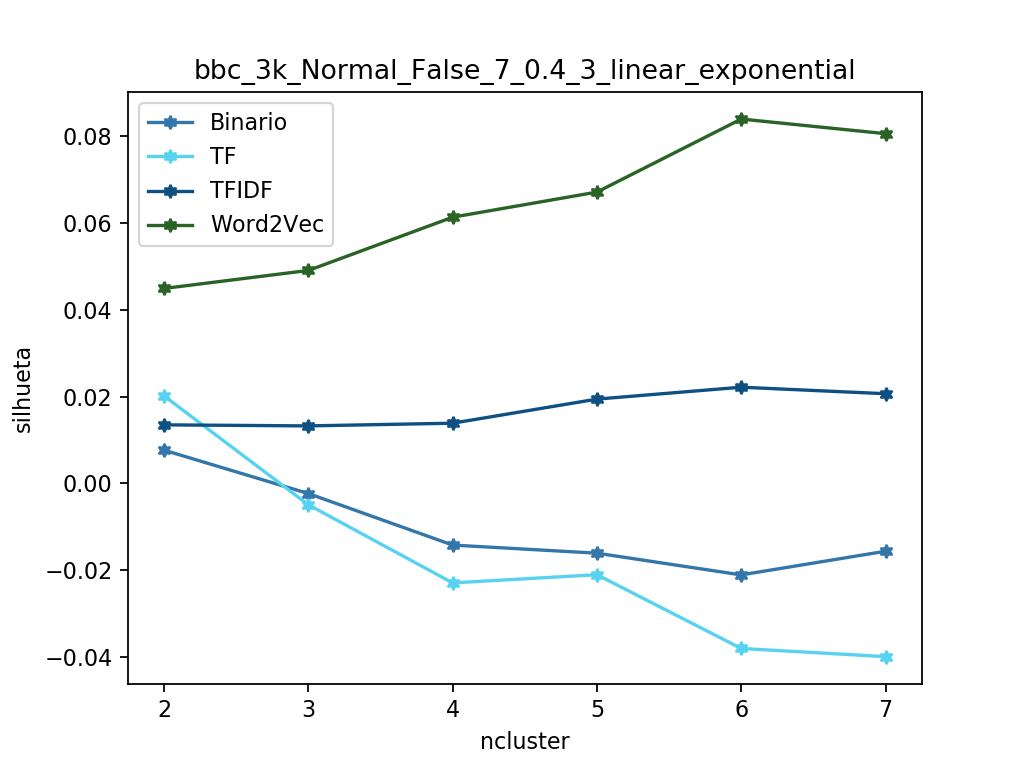 bbc_3k_Normal_False_7_0.4_3_linear_exponential
Binario
TF
TFIDF
Word2Vec
0.08
0.06
0.04
0.02
0.00
−0.02
−0.04
silhueta
2 3 4 5 6 7
ncluster